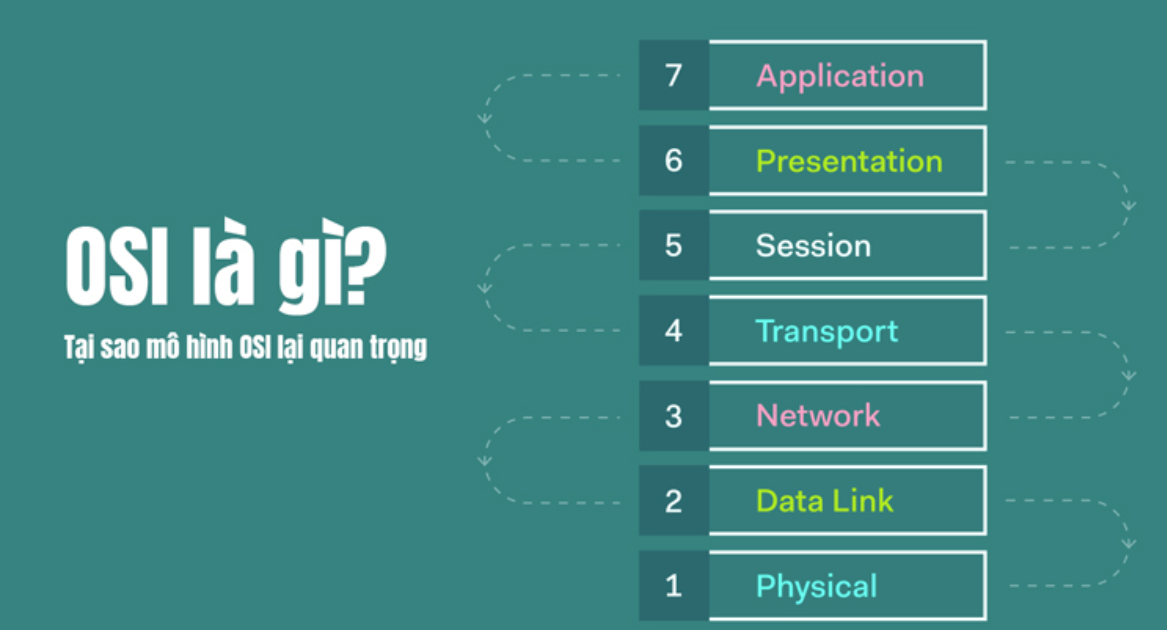 OSI là gì?
Tại sao mô hình OSI lại quan trọng
7 Application
6 Presentation
5 Session
4 Transport
3 Network
2 Data Link
1 Physical